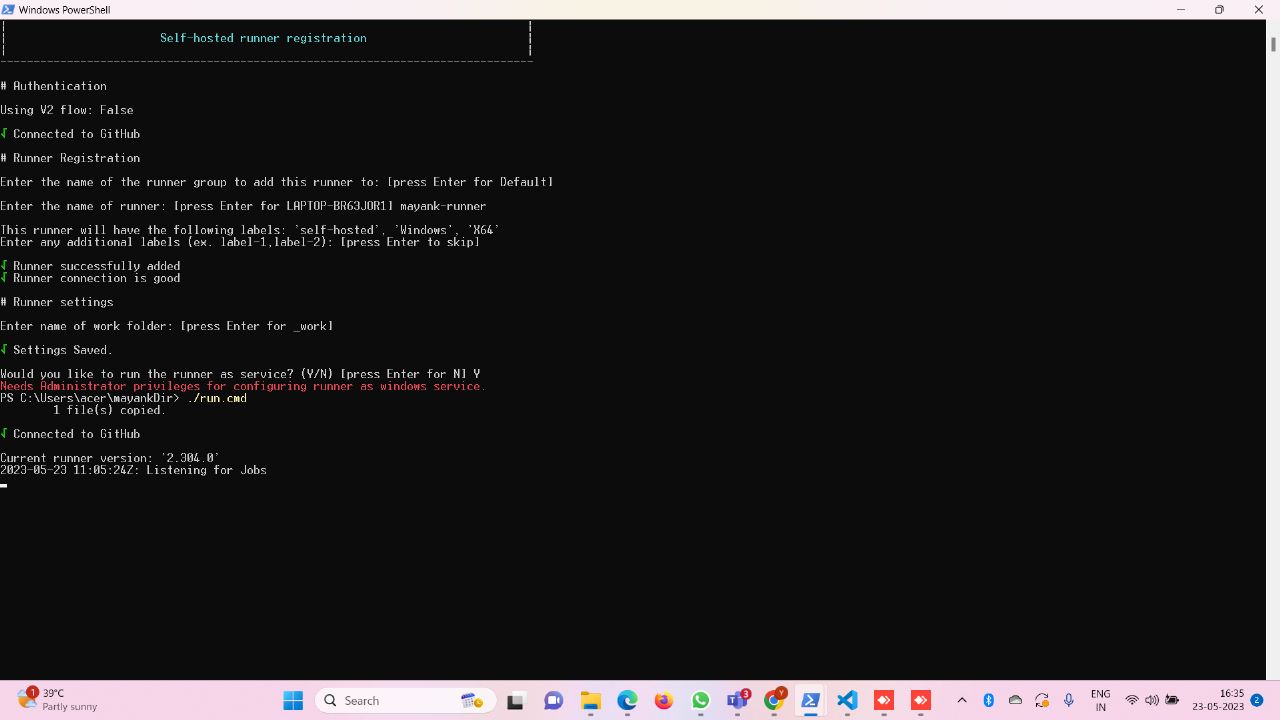 Windows PowerShell
Self-hosted runner registration
# Authentication
Using V2 flow: False
√ Connected to GitHub
# Runner Registration
Enter the name of the runner group to add this runner to: [press Enter for Default]
Enter the name of runner: [press Enter for LAPTOP-BR63JOR1] mayank-runner
This runner will have the following labels: 'self-hosted', 'Windows', 'X64'
Enter any additional labels (ex. label-1,label-2): [press Enter to skip]
√ Runner successfully added
√ Runner connection is good
# Runner settings
Enter name of work folder: [press Enter for _work]
√ Settings Saved.
Would you like to run the runner as service? (Y/N) [press Enter for N] Y
Needs Administrator privileges for configuring runner as windows service.
PS C:\Users\acer\mayankDir> ./run.cmd
1 file(s) copied.
√ Connected to GitHub
Current runner version: '2.304.0'
2023-05-23 11:05:24Z: Listening for Jobs
1
39°C
Partly sunny
Search
3
Y
ENG
IN
16:35
23-05-2023
2